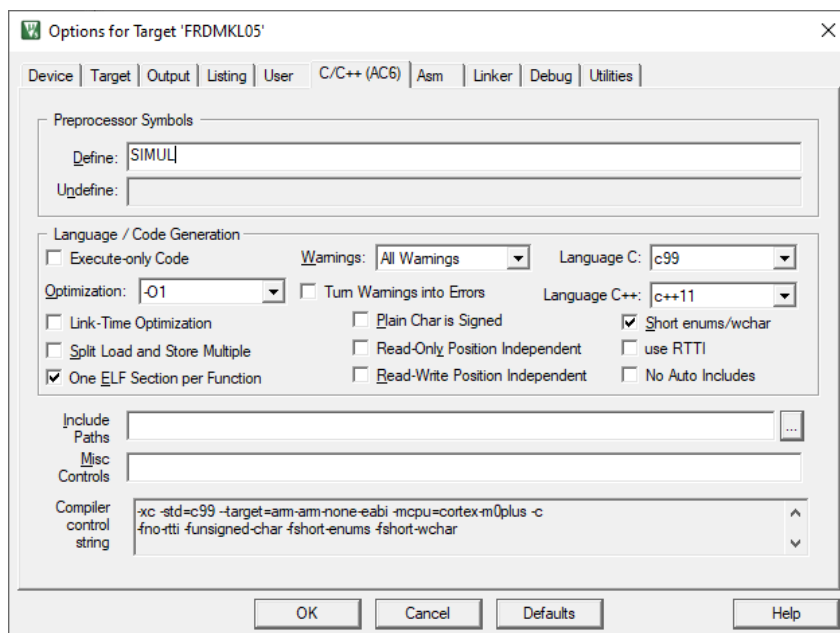 Options for Target 'FRDMKL05'
Device Target Output Listing User C/C++ (AC6) Asm Linker Debug Utilities
Preprocessor Symbols
Define: SIMUL
Undefine:
Language / Code Generation
Execute-only Code Warnings: All Warnings Language C: c99
Optimization: -O1 Turn Warnings into Errors Language C++: c++11
Link-Time Optimization Plain Char is Signed Short enums/wchar
Split Load and Store Multiple Read-Only Position Independent use RTTI
One ELF Section per Function Read-Write Position Independent No Auto Includes
Include
Paths ...
Misc
Controls
Compiler
control
string
-xc -std=c99 --target=arm-arm-none-eabi -mcpu=cortex-m0plus -c
-fno-rtti -funsigned-char -fshort-enums -fshort-wchar
OK Cancel Defaults Help